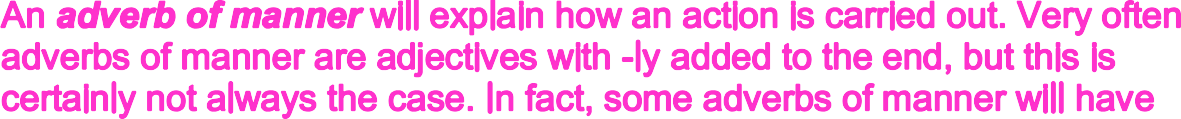 An adverb of manner will explain how an action is carried out. Very often
adverbs of manner are adjectives with -ly added to the end, but this is
certainly not always the case. In fact, some adverbs of manner will have